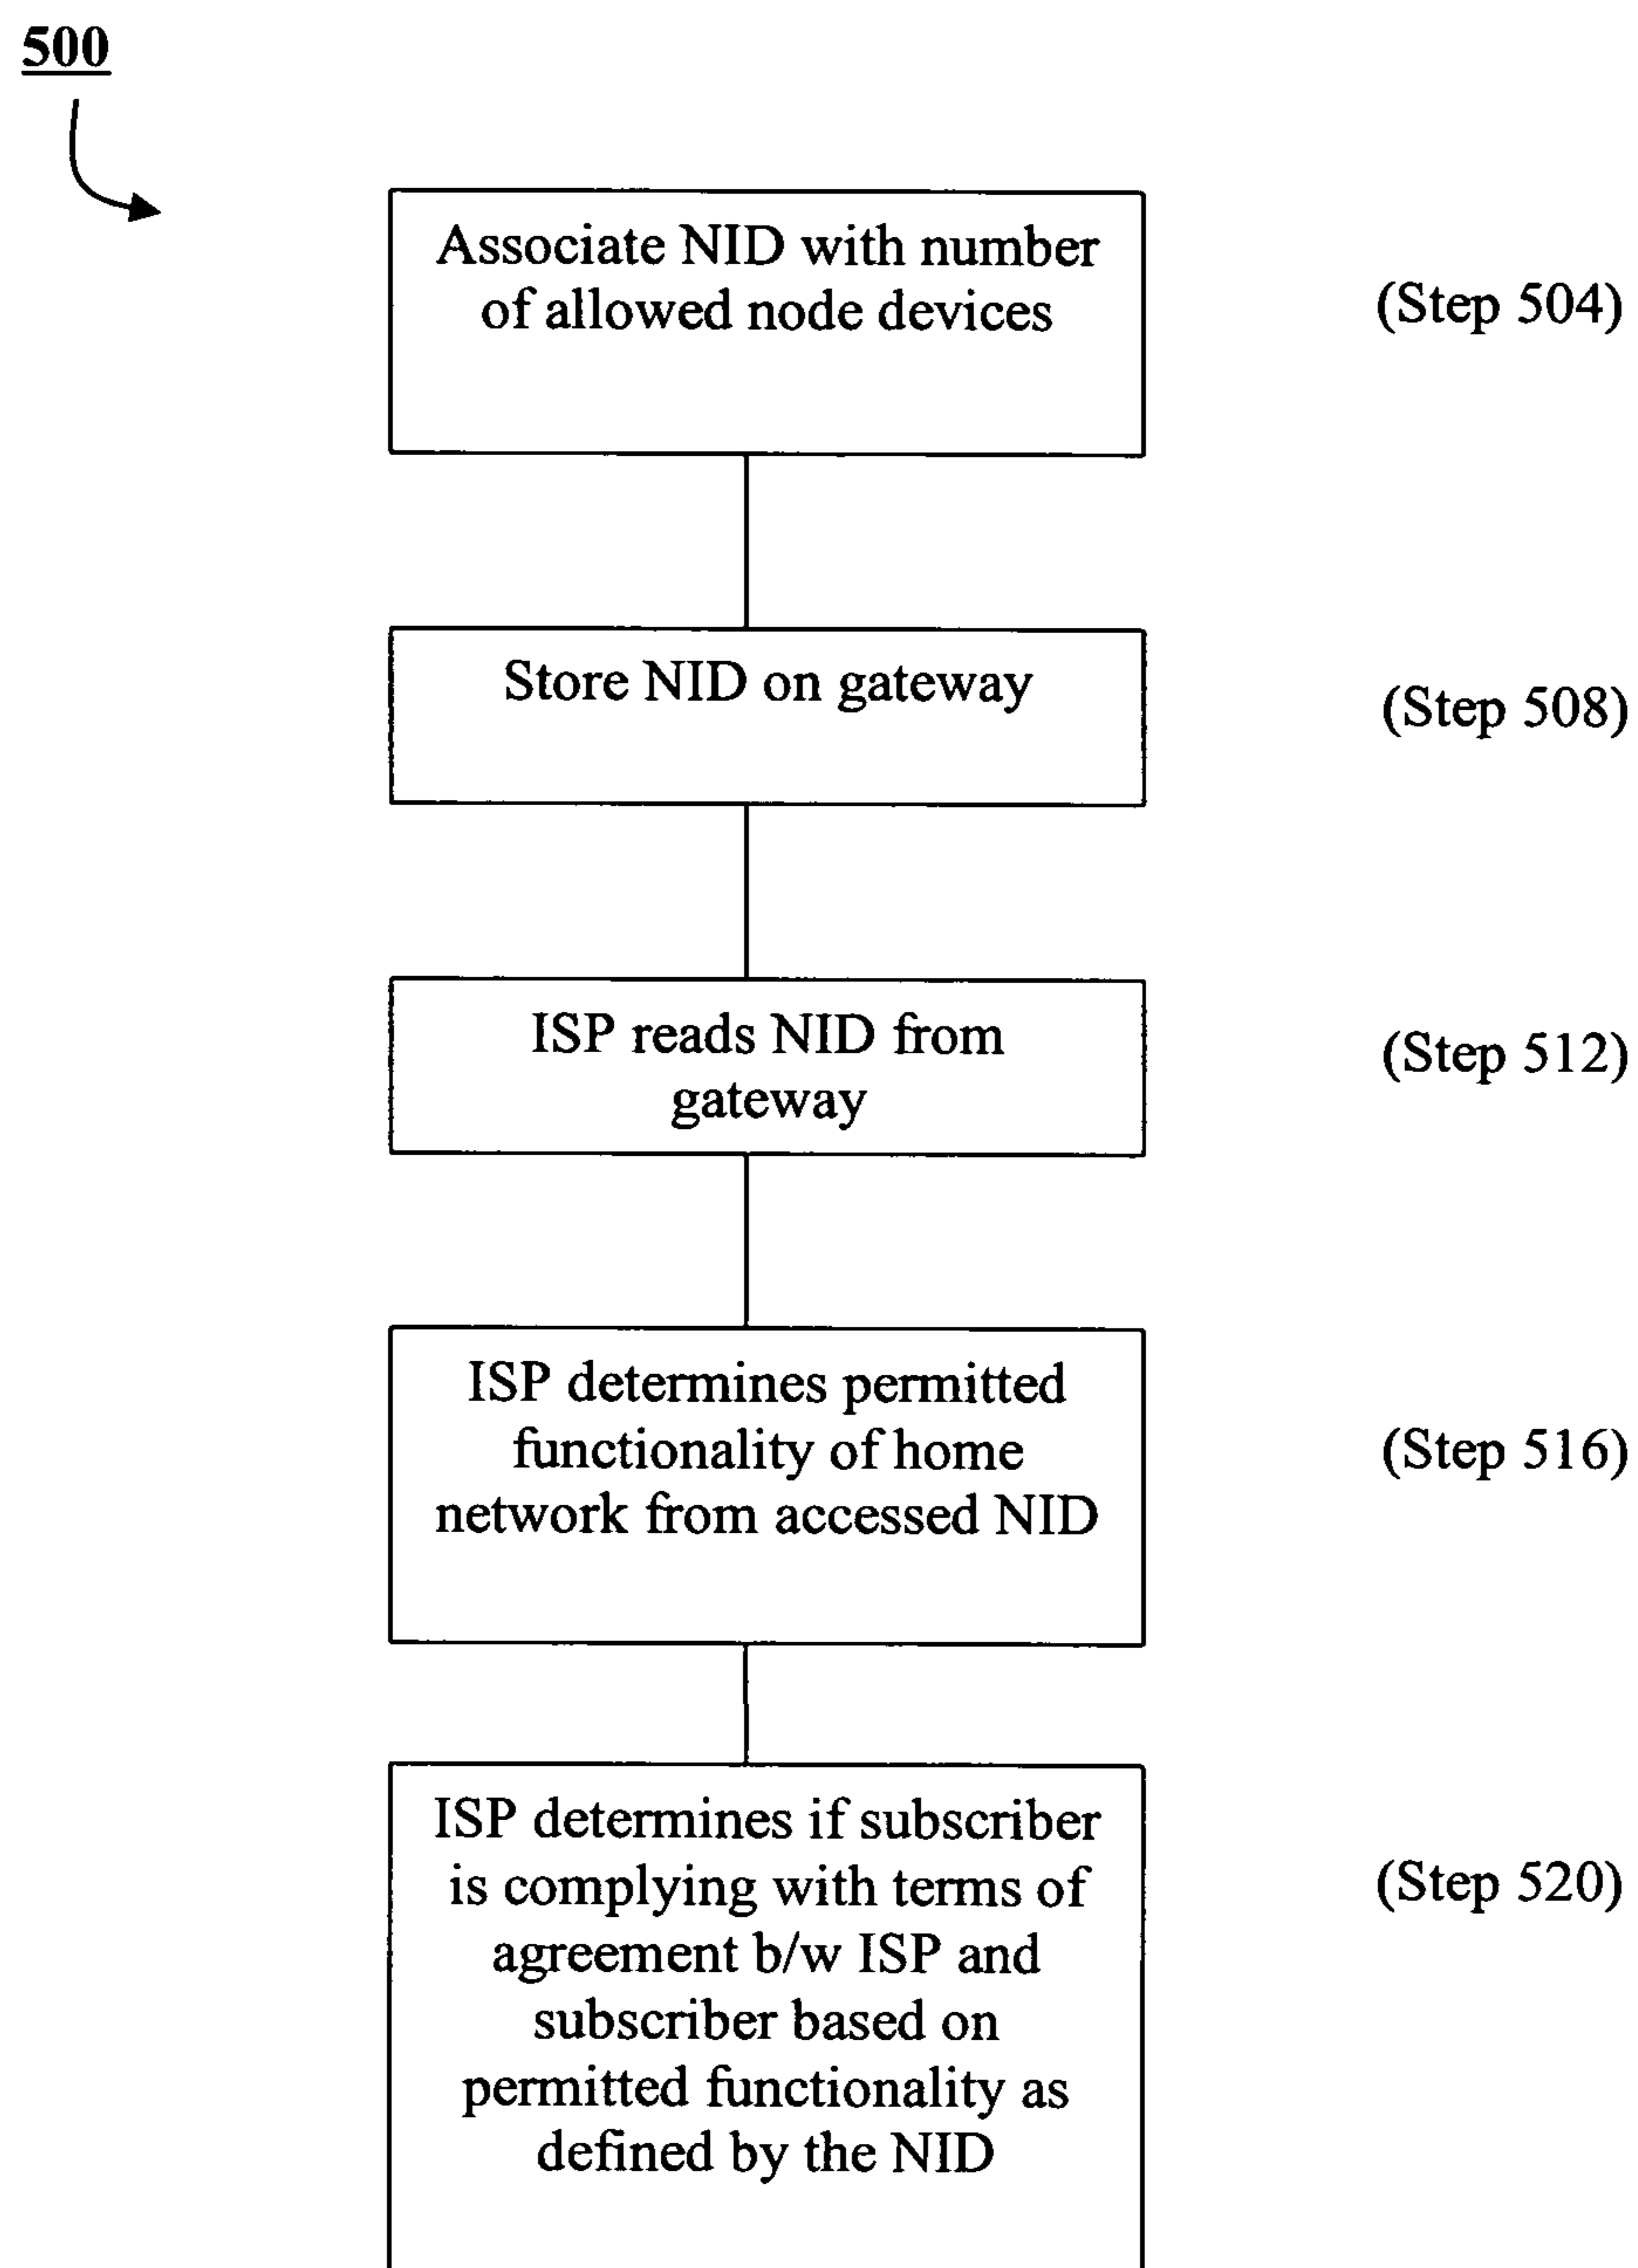 500
Associate NID with number
of allowed node devices
(Step 504)
Store NID on gateway
(Step 508)
ISP reads NID from
gateway
(Step 512)
ISP determines permitted
functionality of home
network from accessed NID
(Step 516)
ISP determines if subscriber
is complying with terms of
agreement b/w ISP and
subscriber based on
permitted functionality as
defined by the NID
(Step 520)